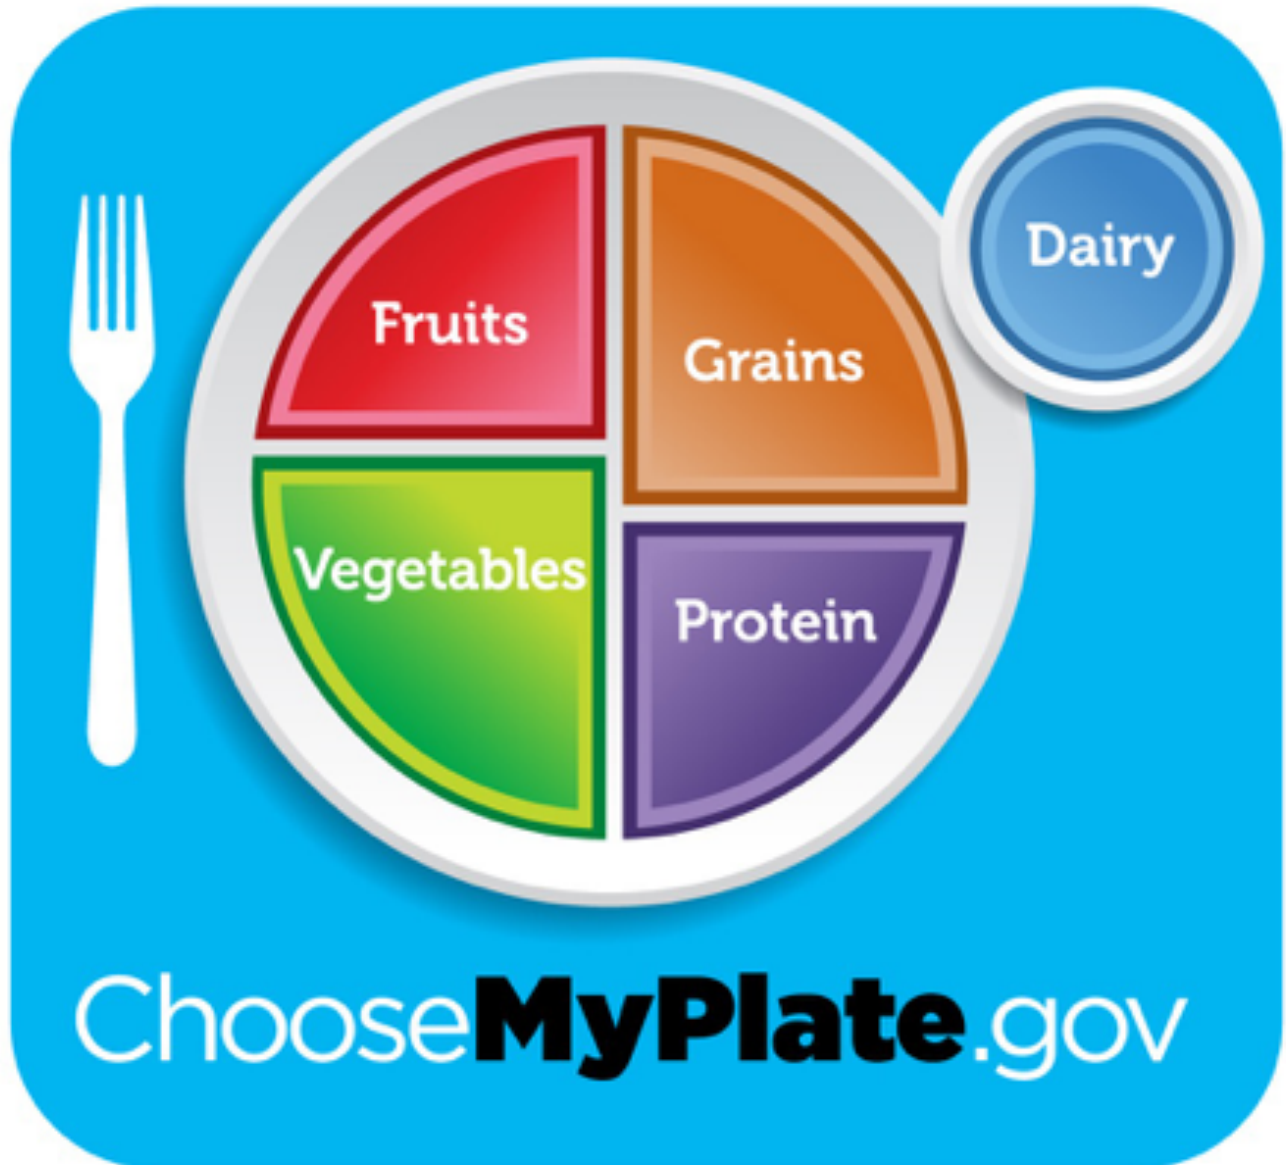 Dairy
Fruits
Grains
Vegetables
Protein
ChooseMyPlate.gov